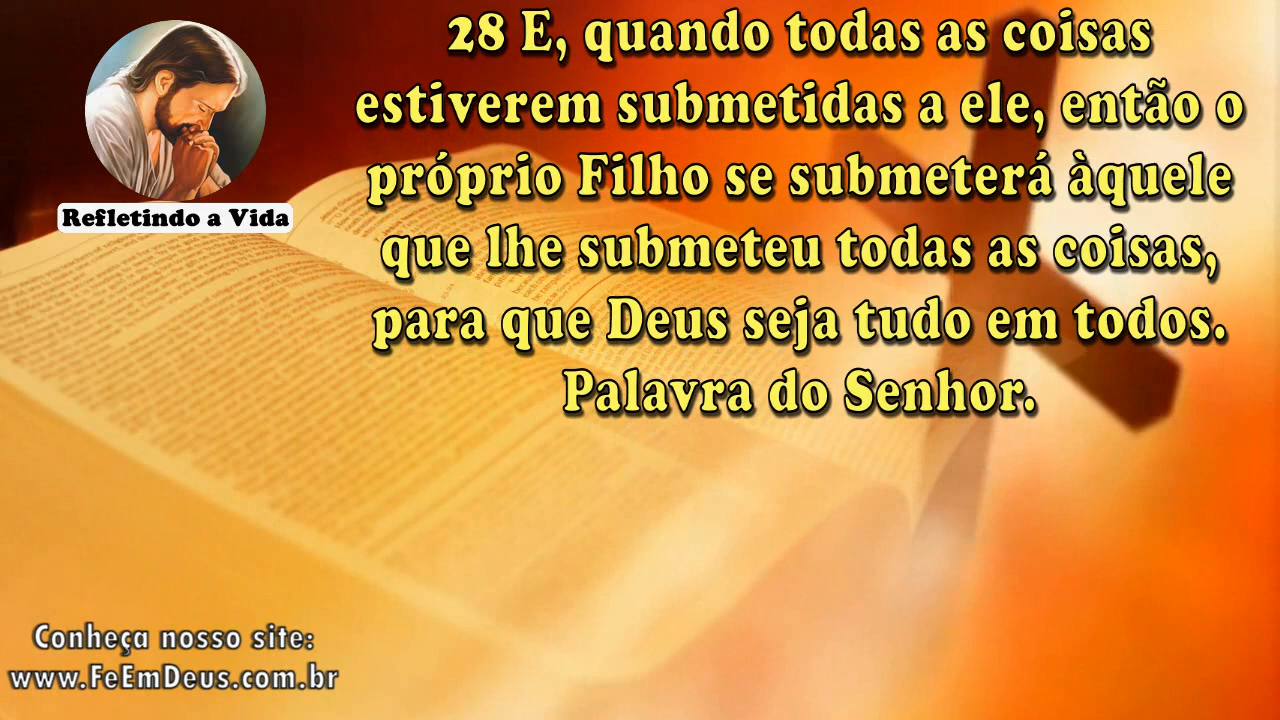 28 E, quando todas as coisas
estiverem submetidas a ele, então o
próprio Filho se submeterá àquele
que lhe submeteu todas as coisas,
para que Deus seja tudo em todos.
Palavra do Senhor.
Refletindo a Vida
Conheça nosso site:
www.FeEmDeus.com.br